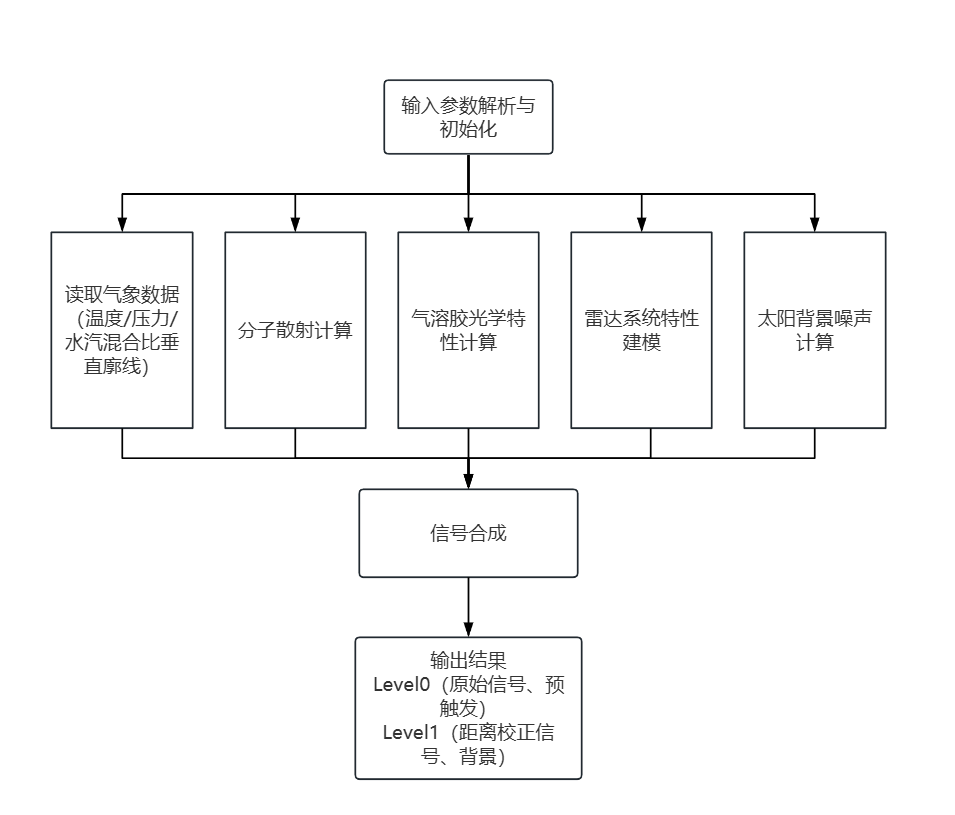 输入参数解析与
初始化
读取气象数据
（温度/压力/
水汽混合比垂
直廓线）
分子散射计算
气溶胶光学特
性计算
雷达系统特性
建模
太阳背景噪声
计算
信号合成
输出结果
Level0（原始信号、预
触发）
Level1（距离校正信
号、背景）